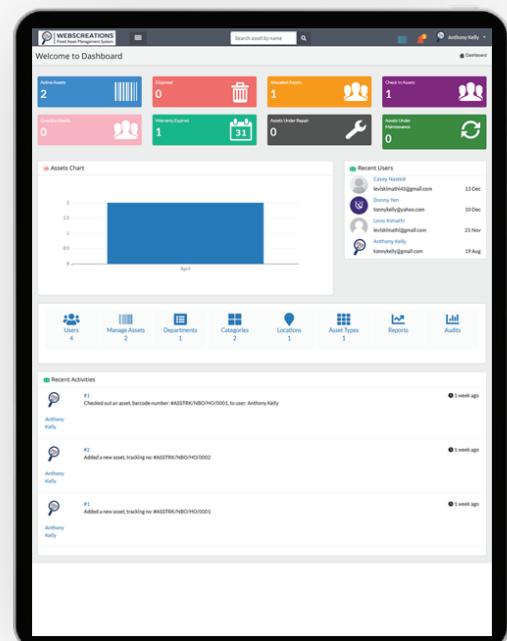 WEBSCREATIONS
Fixed Asset Management System
Search asset by name
Anthony Kelly
Welcome to Dashboard
Dashboard
Active Assets
2
Disposed
0
Allocated Assets
1
Check In Assets
1
Overdue Assets
0
Warranty Expired
1
31
Assets Under Repair
0
Assets Under
Maintenance
0
Assets Chart
2
1.5
1
0.5
0
April
Recent Users
Casey Nasted
leviskimathi43@gmail.com
13 Dec
Donny Yen
tonnykelly@yahoo.com
10 Dec
Levis Kimathi
leviskimathi@gmail.com
21 Nov
Anthony Kelly
tonnykelly@gmail.com
19 Aug
Users
4
Manage Assets
2
Departments
1
Categories
2
Locations
1
Asset Types
1
Reports
Audits
Recent Activities
#1
1 week ago
Checked out an asset, barcode number: #ASSTRK/NBO/HO/0001, to user: Anthony Kelly
Anthony
Kelly
#2
1 week ago
Added a new asset, tracking no: #ASSTRK/NBO/HO/0002
Anthony
Kelly
#1
1 week ago
Added a new asset, tracking no: #ASSTRK/NBO/HO/0001
Anthony
Kelly